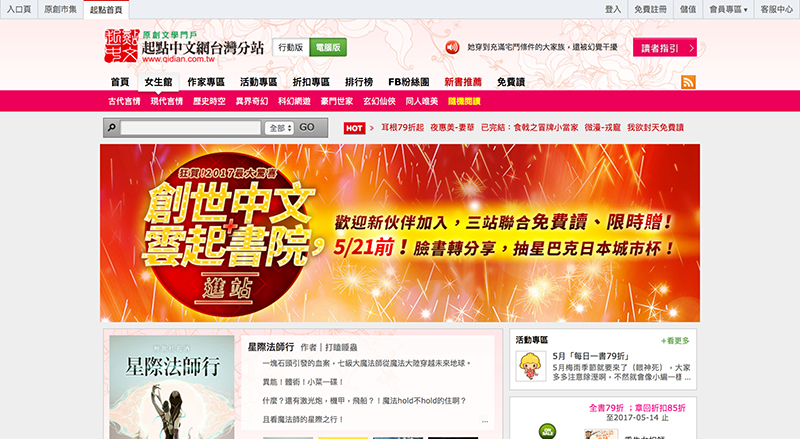 入口頁 原創市集 起點首頁 登入 免費註冊 儲值 會員專區▼ 客服中心
原創文學門戶
起點中文網台灣分站
www.qidian.com.tw
行動版 電腦版
她穿到充滿宅鬥條件的大家族，還被幻覺干擾
讀者指引 >
首頁 女生館 作家專區 活動專區 折扣專區 排行榜 FB粉絲團 新書推薦 免費讀
古代言情 現代言情 歷史時空 異界奇幻 科幻網遊 豪門世家 玄幻仙俠 同人唯美 隨機閱讀
全部 GO HOT » 耳根79折起 夜惠美-妻華 已完結：食戟之冒牌小當家 微漫-戎寵 我欲封天免費讀
狂賀!2017最大驚喜
創世中文
+
雲起書院，
進站
歡迎新伙伴加入，三站聯合免費讀、限時贈！
5/21前！臉書轉分享，抽星巴克日本城市杯！
星際法師行
星際法師行 作者｜打瞌睡蟲
一塊石頭引發的血案，七級大魔法師從魔法大陸穿越未來地球。
異能！體術！小菜一碟！
什麼？還有激光炮，機甲，飛船？！魔法hold不hold的住啊？
且看魔法師的星際之行！ ...
活動專區 +看更多
5月「每日一書79折」
5月梅雨季節就要來了（眼神死），大家
多多注意除溼啊，不然就會像小編一樣...
全書79折 ；章回折扣85折
至2017-05-14 止
ON SALE